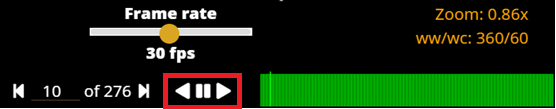 Frame rate
30 fps
Zoom: 0.86x
ww/wc: 360/60
10 of 276